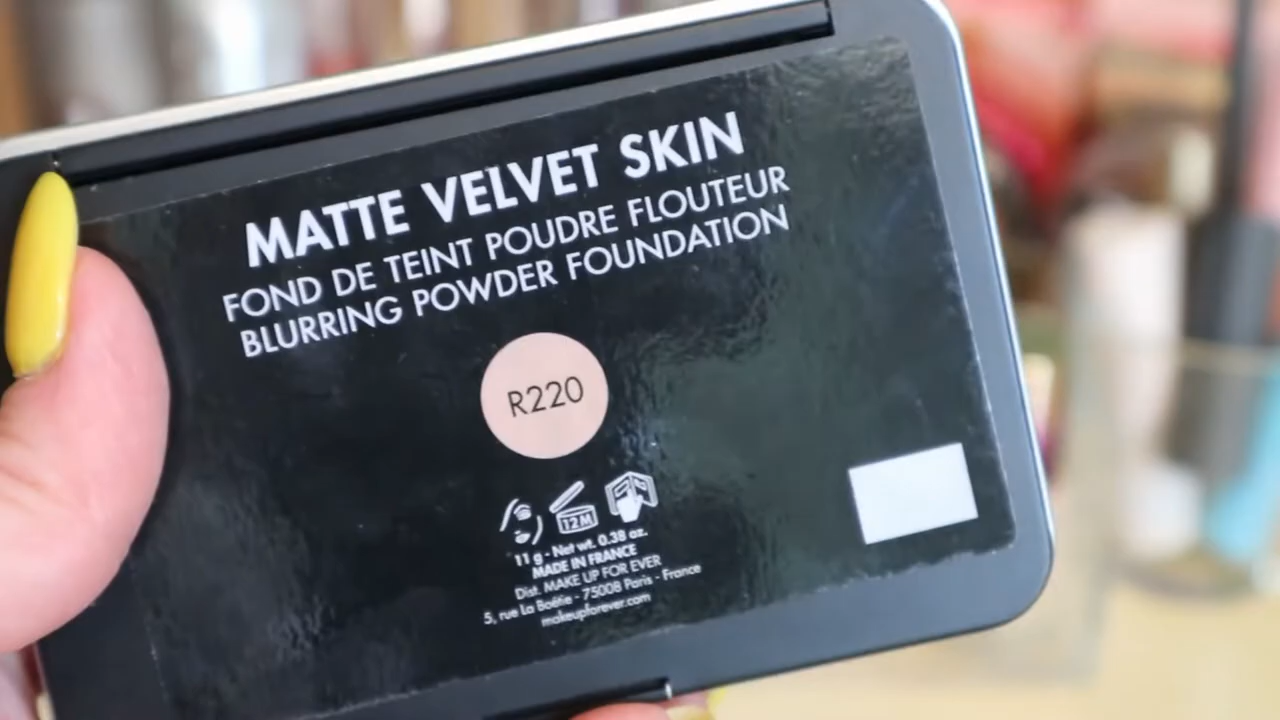 MATTE VELVET SKIN
FOND DE TEINT POUDRE FLOUTEUR
BLURRING POWDER FOUNDATION
R220
12M
11 g - Net wt. 0.38 oz.
MADE IN FRANCE
Dist. MAKE UP FOR EVER
5, rue La Boétie - 75008 Paris - France
makeupforever.com